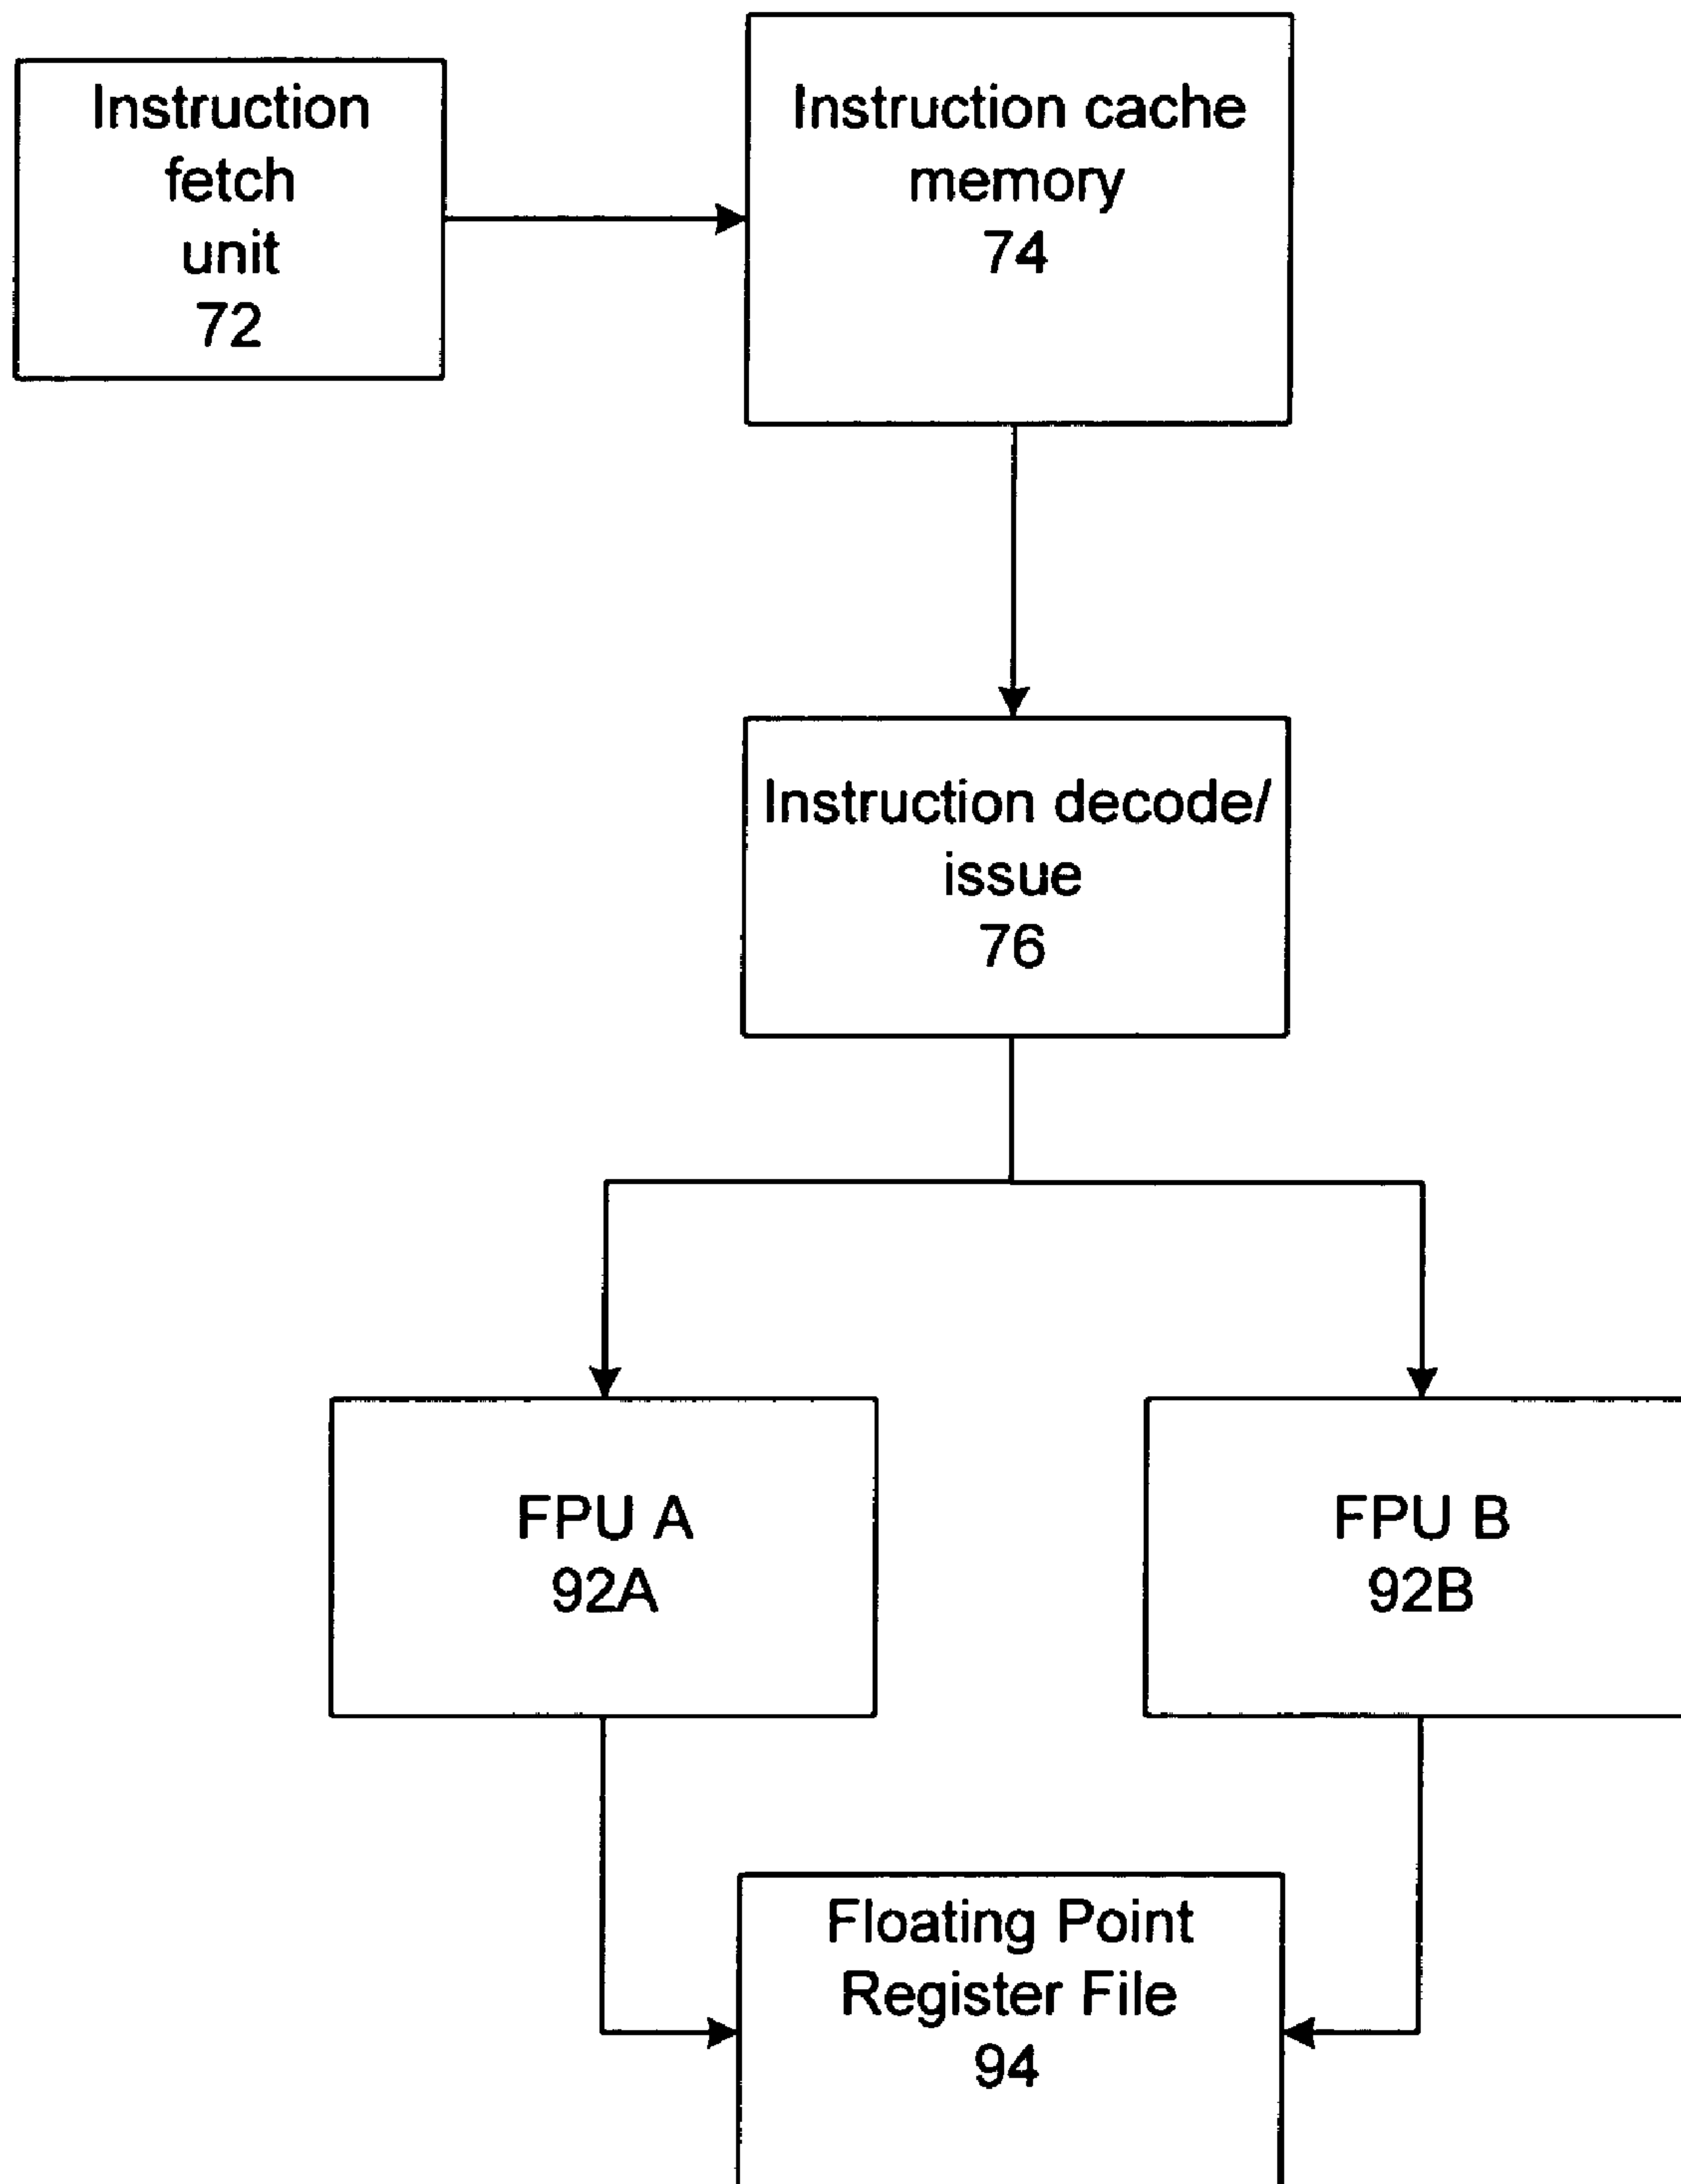 Instruction
fetch
unit
72
Instruction cache
memory
74
Instruction decode/
issue
76
FPU A
92A
FPU B
92B
Floating Point
Register File
94